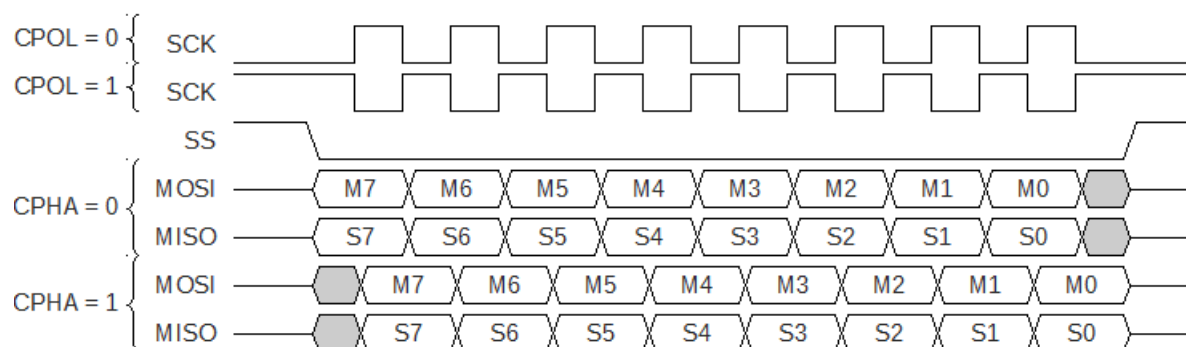 CPOL = 0 SCK
CPOL = 1 SCK
SS
CPHA = 0 MOSI M7 M6 M5 M4 M3 M2 M1 M0
MISO S7 S6 S5 S4 S3 S2 S1 S0
CPHA = 1 MOSI M7 M6 M5 M4 M3 M2 M1 M0
MISO S7 S6 S5 S4 S3 S2 S1 S0